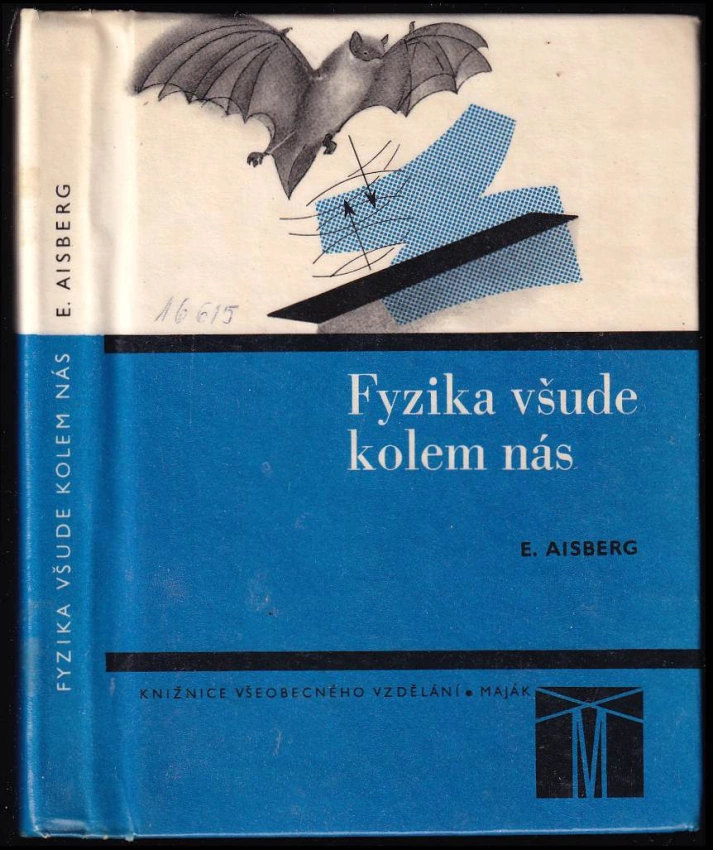 FYZIKA VŠUDE KOLEM NÁS E. AISBERG
16615
Fyzika všude
kolem nás
E. AISBERG
KNIŽNICE VŠEOBECNÉHO VZDĚLÁNÍ • MAJÁK
M